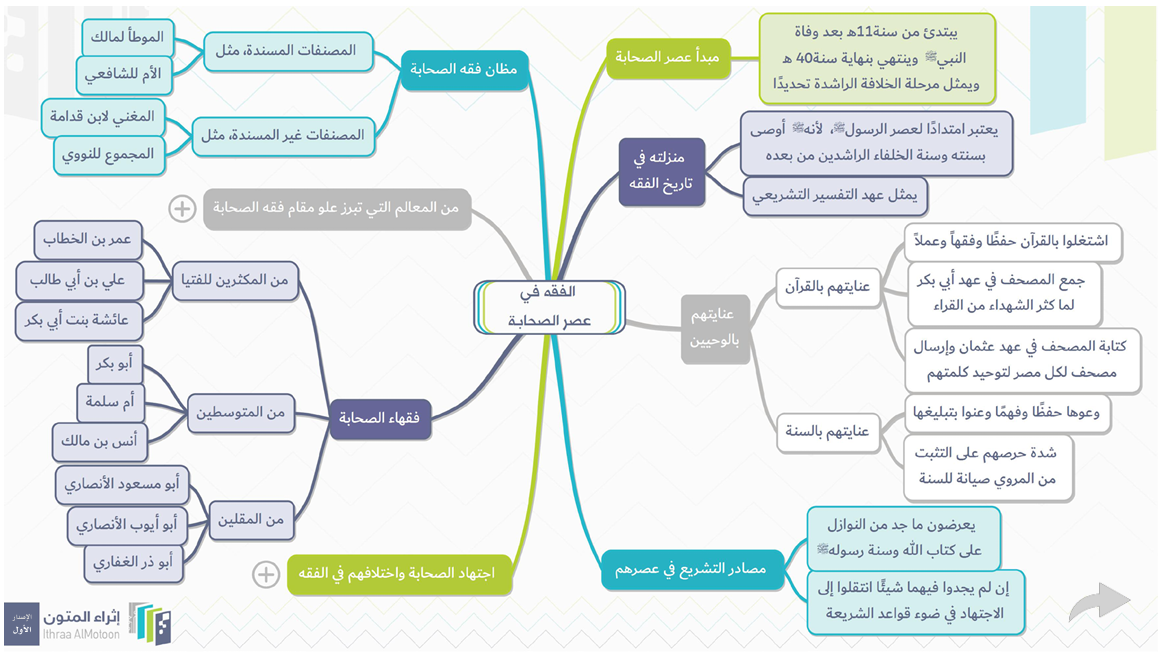 الفقه في
عصر الصحابة
مبدأ عصر الصحابة
يبتدئ من سنة11ه بعد وفاة
النبيﷺ وينتهي بنهاية سنة40 ه
ويمثل مرحلة الخلافة الراشدة تحديدًا
منزلته في
تاريخ الفقه
يعتبر امتدادًا لعصر الرسولﷺ، لأنهﷺ أوصى
بسنته وسنة الخلفاء الراشدين من بعده
يمثل عهد التفسير التشريعي
عنايتهم
بالوحيين
عنايتهم بالقرآن
اشتغلوا بالقرآن حفظًا وفقهاً وعملاً
جمع المصحف في عهد أبي بكر
لما كثر الشهداء من القراء
كتابة المصحف في عهد عثمان وإرسال
مصحف لكل مصر لتوحيد كلمتهم
عنايتهم بالسنة
وعوها حفظًا وفهمًا وعنوا بتبليغها
شدة حرصهم على التثبت
من المروي صيانة للسنة
مصادر التشريع في عصرهم
يعرضون ما جد من النوازل
على كتاب الله وسنة رسولهﷺ
إن لم يجدوا فيهما شيئًا انتقلوا إلى
الاجتهاد في ضوء قواعد الشريعة
مظان فقه الصحابة
المصنفات المسندة، مثل
الموطأ لمالك
الأم للشافعي
المصنفات غير المسندة، مثل
المغني لابن قدامة
المجموع للنووي
من المعالم التي تبرز علو مقام فقه الصحابة
فقهاء الصحابة
من المكثرين للفتيا
عمر بن الخطاب
علي بن أبي طالب
عائشة بنت أبي بكر
من المتوسطين
أبو بكر
أم سلمة
أنس بن مالك
من المقلين
أبو مسعود الأنصاري
أبو أيوب الأنصاري
أبو ذر الغفاري
اجتهاد الصحابة واختلافهم في الفقه
إثراء المتون
Ithraa AlMotoon
الإصدار
الأول